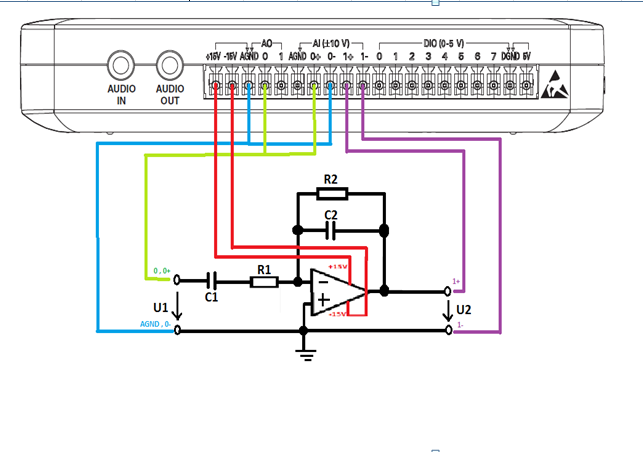 AO AI (±10 V) DIO (0-5 V)
+15V -15V AGND 0 1 AGND 0+ 0- 1+ 1- 0 1 2 3 4 5 6 7 DGND 5V
AUDIO IN
AUDIO OUT
R2
C2
0,0+
R1
C1
+15V
1+
U1
U2
-15V
AGND, 0-
1-